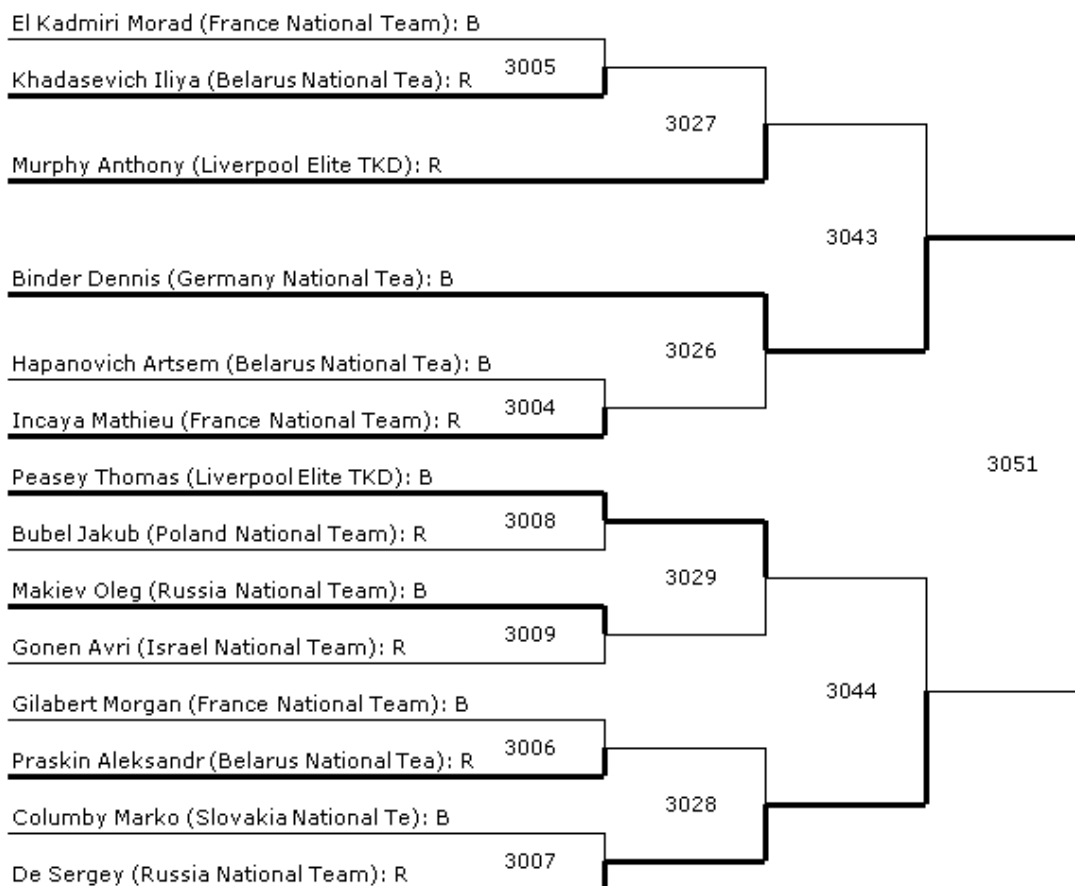 El Kadmiri Morad (France National Team): B
3005
Khadasevich Iliya (Belarus National Tea): R
3027
Murphy Anthony (Liverpool Elite TKD): R
3043
Binder Dennis (Germany National Tea): B
3026
Hapanovich Artsem (Belarus National Tea): B
3004
Incaya Mathieu (France National Team): R
3051
Peasey Thomas (Liverpool Elite TKD): B
3008
Bubel Jakub (Poland National Team): R
3029
Makiev Oleg (Russia National Team): B
3009
Gonen Avri (Israel National Team): R
3044
Gilabert Morgan (France National Team): B
3006
Praskin Aleksandr (Belarus National Tea): R
3028
Columby Marko (Slovakia National Te): B
3007
De Sergey (Russia National Team): R